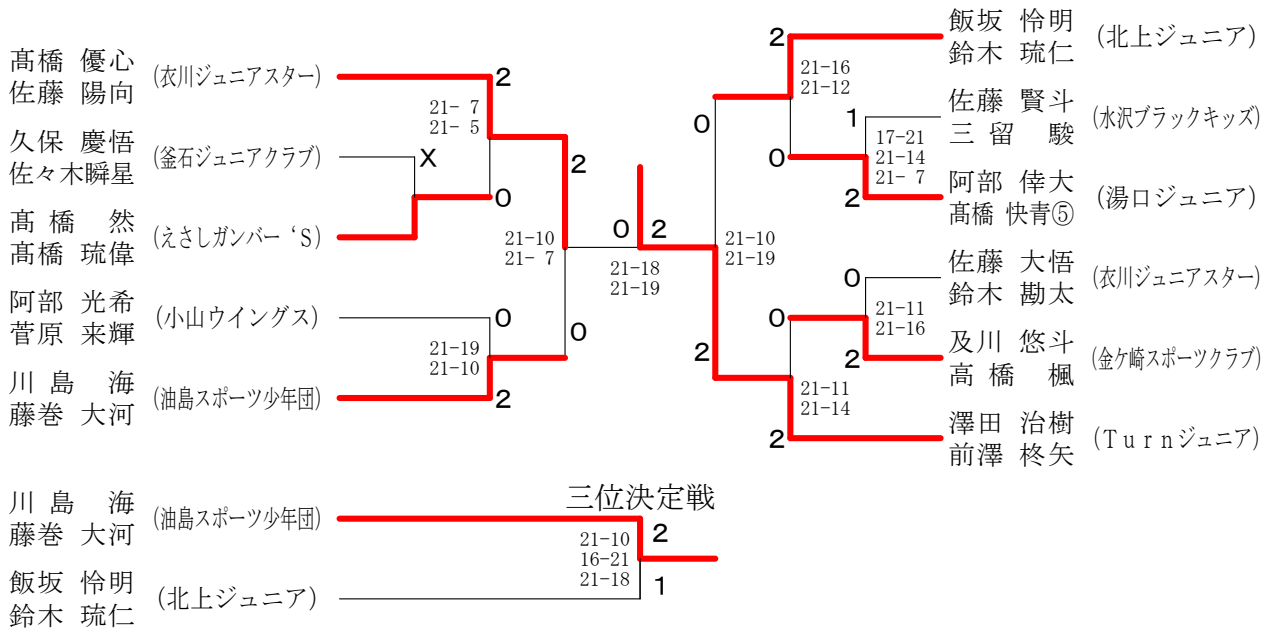 髙橋 優心
佐藤 陽向
(衣川ジュニアスター)
2
21- 7
21- 5
久保 慶悟
佐々木瞬星
(釜石ジュニアクラブ)
X
0
髙橋 然
髙橋 琉偉
(えさしガンバー‘S)
2
21-10
21- 7
0
阿部 光希
菅原 来輝
(小山ウイングス)
0
21-19
21-10
川島 海
藤巻 大河
(油島スポーツ少年団)
2
0
2
21-18
21-19
飯坂 怜明
鈴木 琉仁
(北上ジュニア)
2
21-16
21-12
0
0
佐藤 賢斗
三留 駿
(水沢ブラックキッズ)
1
17-21
21-14
21- 7
阿部 倖大
髙橋 快青⑤
(湯口ジュニア)
2
21-10
21-19
2
佐藤 大悟
鈴木 勘太
(衣川ジュニアスター)
0
21-11
21-16
及川 悠斗
高橋 楓
(金ケ崎スポーツクラブ)
2
0
21-11
21-14
澤田 治樹
前澤 柊矢
(Turnジュニア)
2
三位決定戦
川島 海
藤巻 大河
(油島スポーツ少年団)
2
21-10
16-21
21-18
飯坂 怜明
鈴木 琉仁
(北上ジュニア)
1